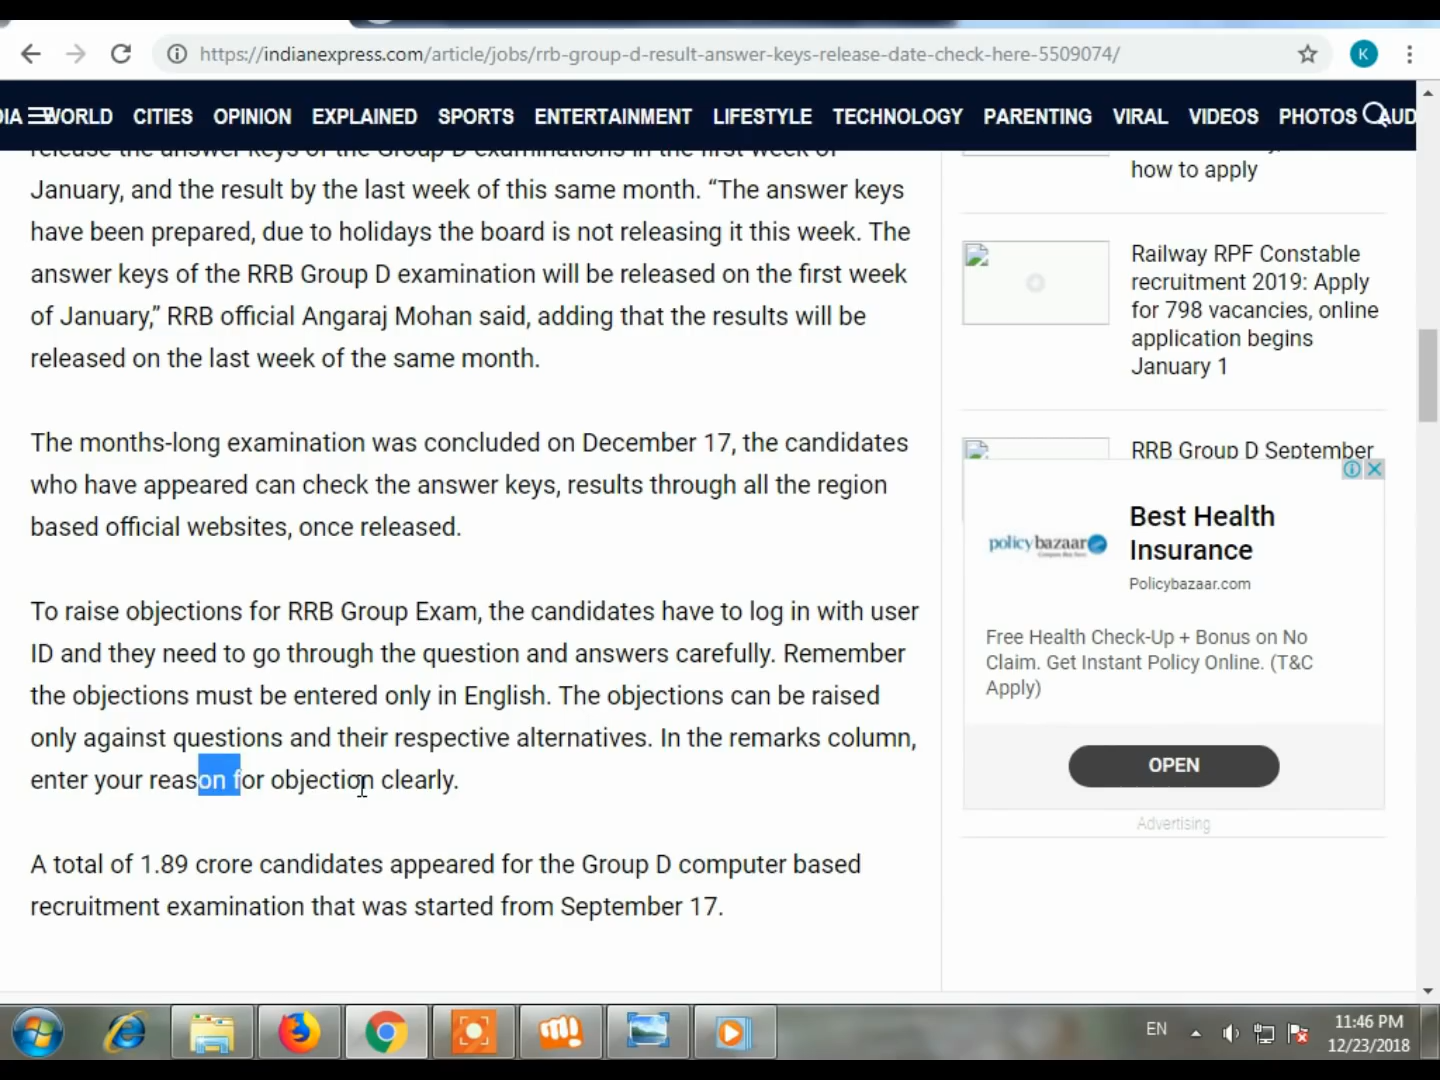 https://indianexpress.com/article/jobs/rrb-group-d-result-answer-keys-release-date-check-here-5509074/
K
WORLD CITIES OPINION EXPLAINED SPORTS ENTERTAINMENT LIFESTYLE TECHNOLOGY PARENTING VIRAL VIDEOS PHOTOS
release the answer keys of the Group D examinations in the first week of
January, and the result by the last week of this same month. “The answer keys
have been prepared, due to holidays the board is not releasing it this week. The
answer keys of the RRB Group D examination will be released on the first week
of January,” RRB official Angaraj Mohan said, adding that the results will be
released on the last week of the same month.
The months-long examination was concluded on December 17, the candidates
who have appeared can check the answer keys, results through all the region
based official websites, once released.
To raise objections for RRB Group Exam, the candidates have to log in with user
ID and they need to go through the question and answers carefully. Remember
the objections must be entered only in English. The objections can be raised
only against questions and their respective alternatives. In the remarks column,
enter your reason for objection clearly.
A total of 1.89 crore candidates appeared for the Group D computer based
recruitment examination that was started from September 17.
how to apply
Railway RPF Constable
recruitment 2019: Apply
for 798 vacancies, online
application begins
January 1
RRB Group D September
Best Health
Insurance
policybazaar
Policybazaar.com
Free Health Check-Up + Bonus on No
Claim. Get Instant Policy Online. (T&C
Apply)
OPEN
Advertising
EN
11:46 PM
12/23/2018